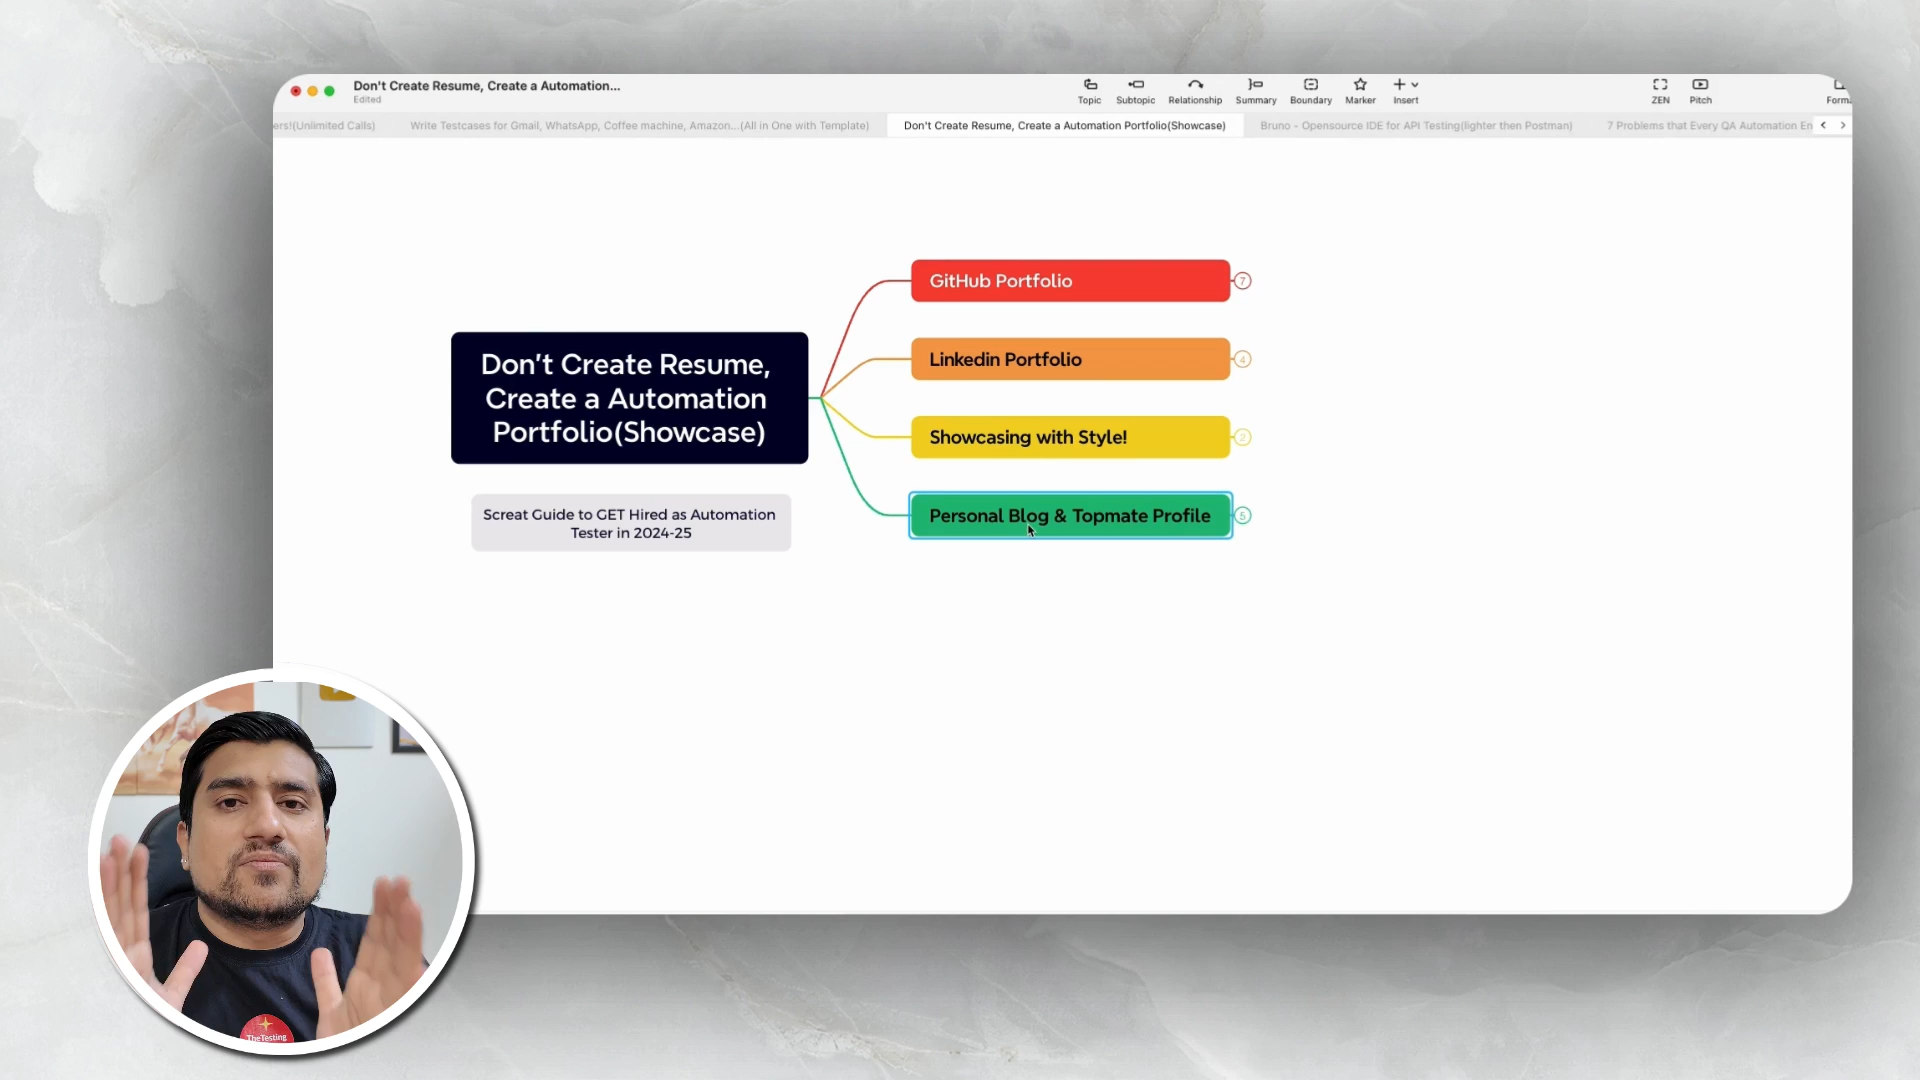 Don't Create Resume, Create a Automation...
Edited
Topic
Subtopic
Relationship
Summary
Boundary
Marker
Insert
ZEN
Pitch
ers!(Unlimited Calls)
Write Testcases for Gmail, WhatsApp, Coffee machine, Amazon...(All in One with Template)
Don't Create Resume, Create a Automation Portfolio(Showcase)
Bruno - Opensource IDE for API Testing(lighter then Postman)
7 Problems that Every QA Automation En
GitHub Portfolio
7
Linkedin Portfolio
4
Showcasing with Style!
2
Personal Blog & Topmate Profile
5
Don't Create Resume,
Create a Automation
Portfolio(Showcase)
Screat Guide to GET Hired as Automation
Tester in 2024-25
TheTesting